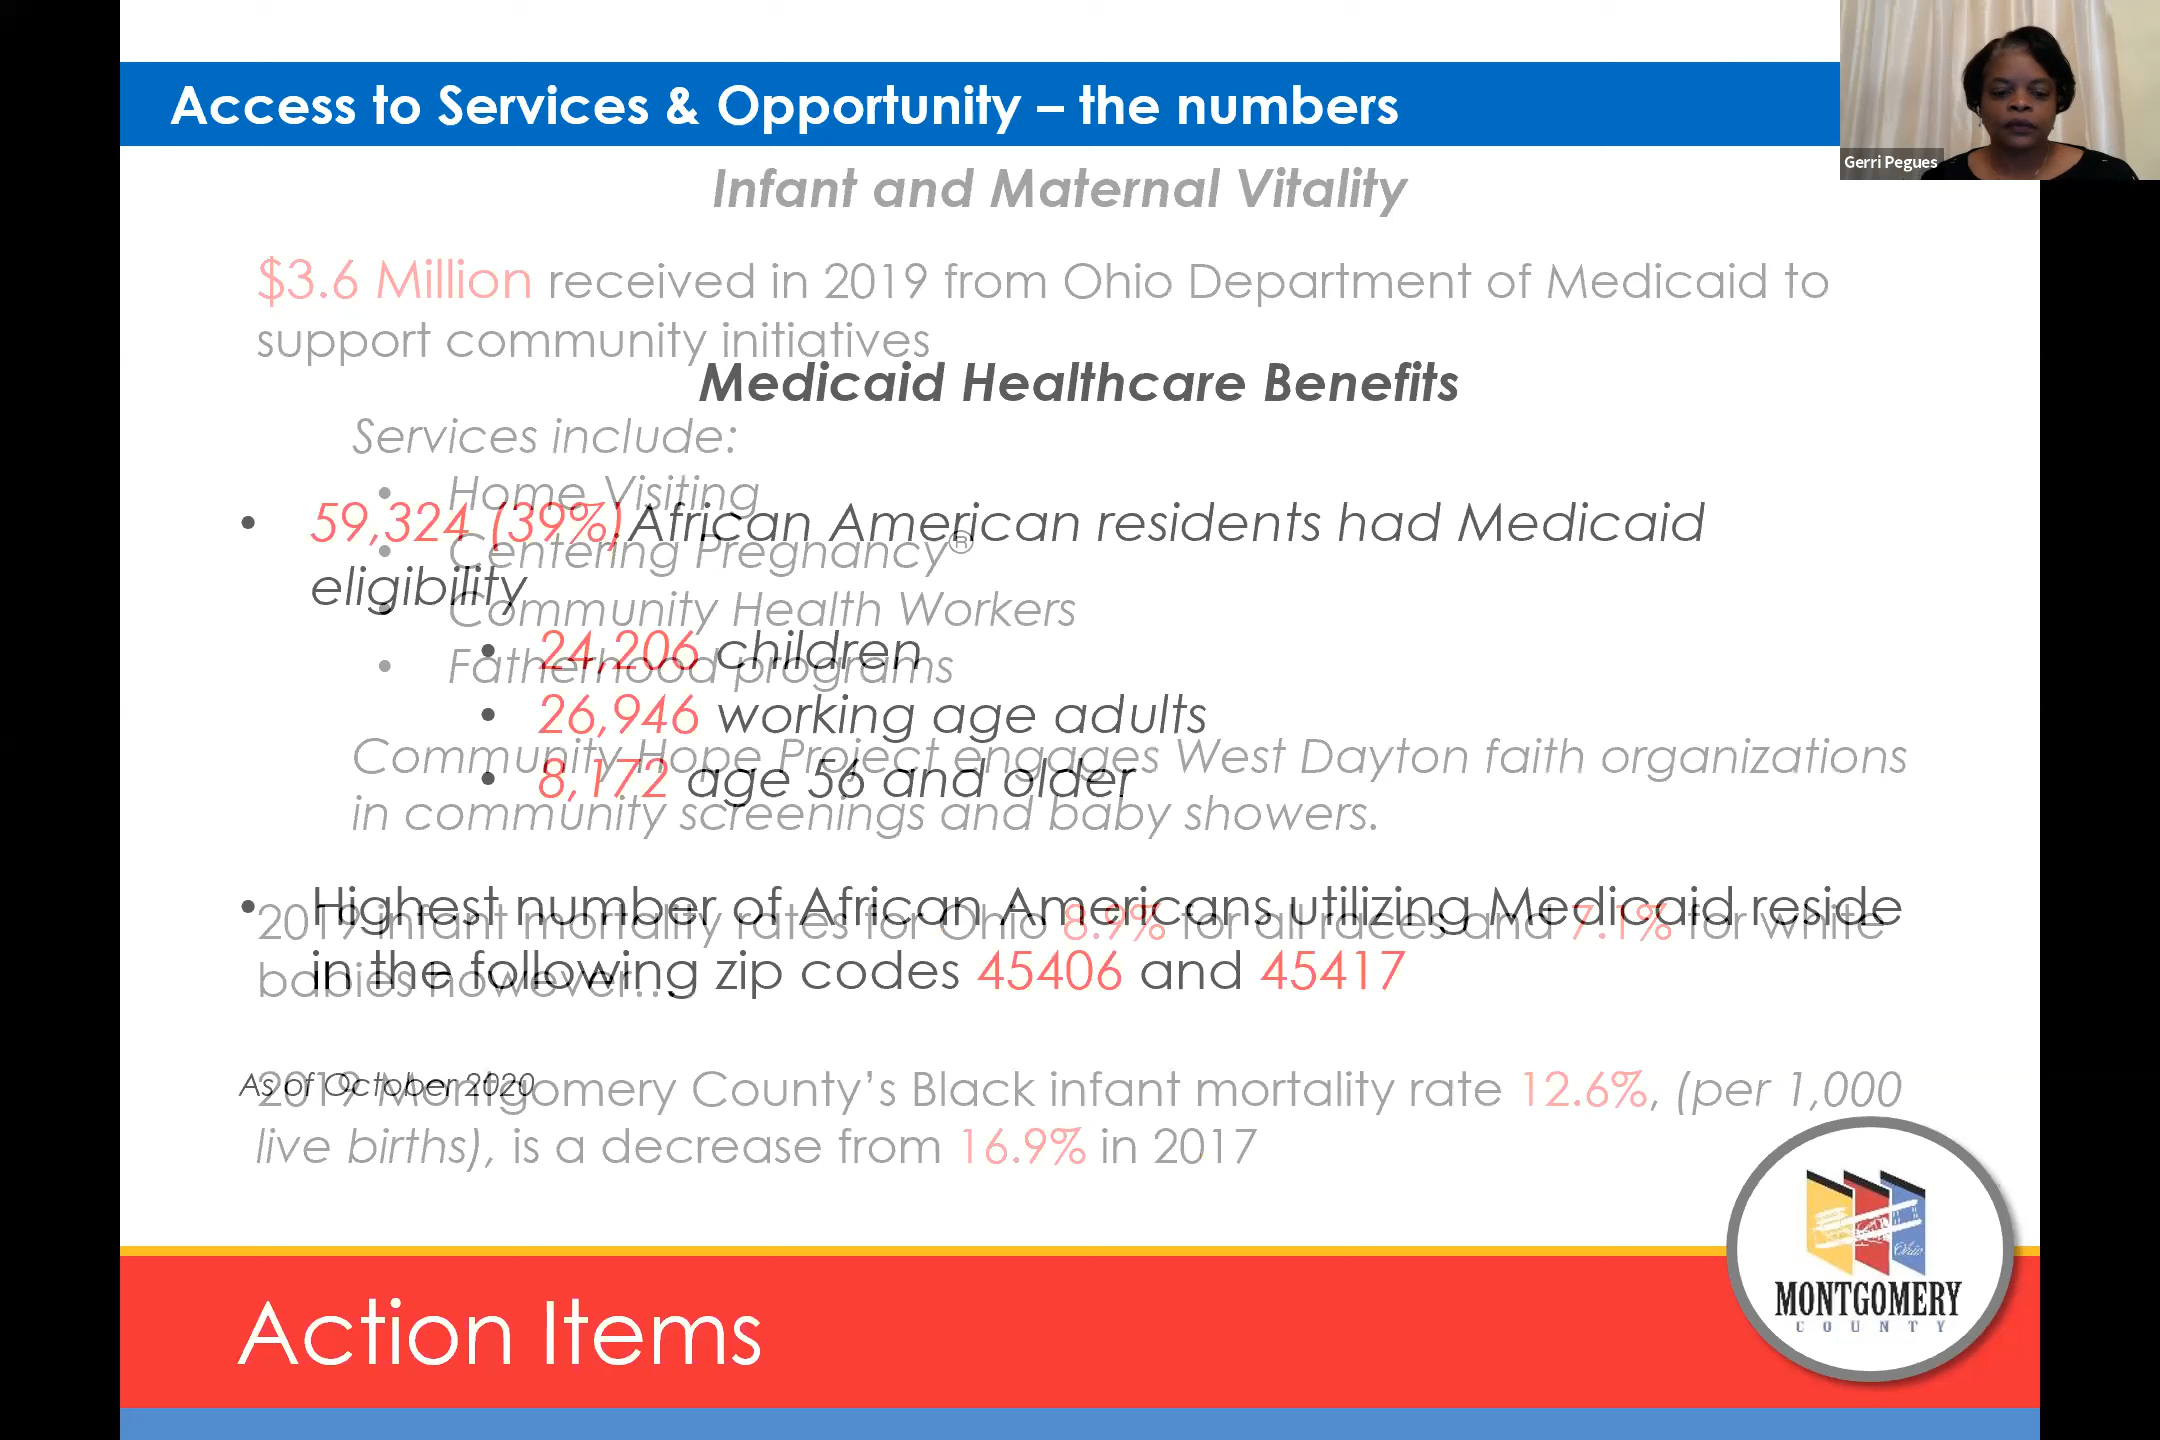 Access to Services & Opportunity – the numbers
Gerri Pegues
Infant and Maternal Vitality
$3.6 Million received in 2019 from Ohio Department of Medicaid to
support community initiatives
Medicaid Healthcare Benefits
Services include:
• Home Visiting
• 59,324 (39%) African American residents had Medicaid
• Centering Pregnancy®
eligibility
• Community Health Workers
• 24,206 children
• Fatherhood programs
• 26,946 working age adults
Community Hope Project engages West Dayton faith organizations
• 8,172 age 56 and older
in community screenings and baby showers.
• Highest number of African Americans utilizing Medicaid reside
2019 infant mortality rates for Ohio 8.9% for all races and 7.1% for white
in the following zip codes 45406 and 45417
babies however…
As of October 2020
2019 Montgomery County’s Black infant mortality rate 12.6%, (per 1,000
live births), is a decrease from 16.9% in 2017
Action Items
Ohio
MONTGOMERY
COUNTY